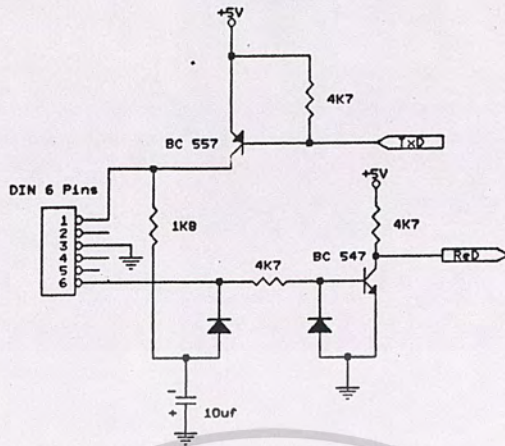 +5V
4K7
BC 557
TxD
DIN 6 Pins
+5V
1
2
3
4
5
6
1K8
4K7
BC 547
ReD
4K7
-
+
10uf